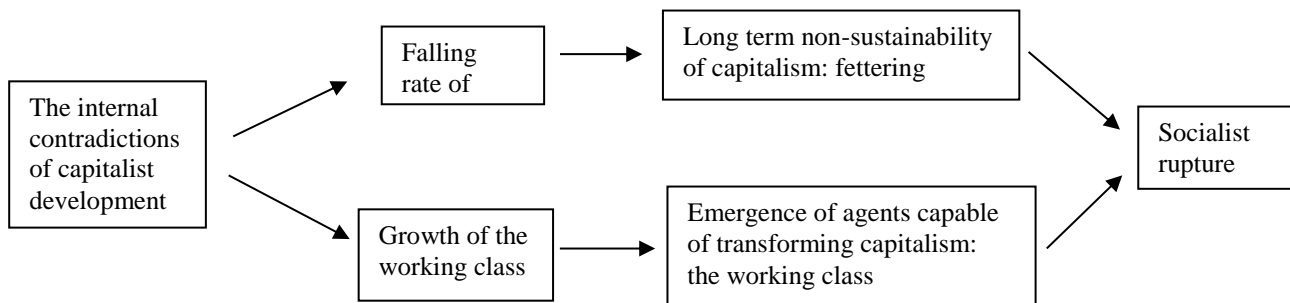 The internal
contradictions
of capitalist
development
Falling
rate of
Long term non-sustainability
of capitalism: fettering
Growth of the
working class
Emergence of agents capable
of transforming capitalism:
the working class
Socialist
rupture